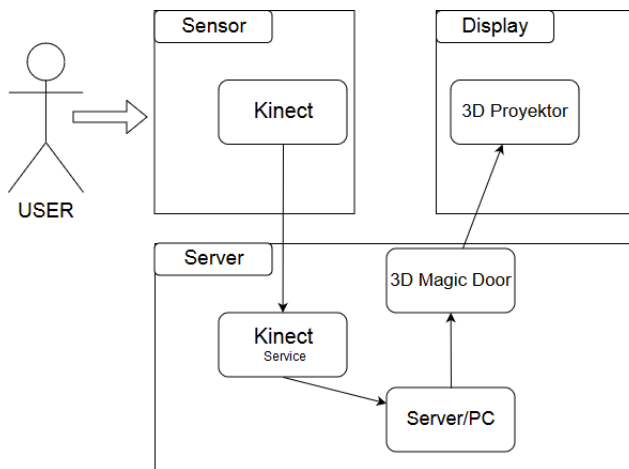 Sensor
Display
Kinect
3D Proyektor
USER
Server
3D Magic Door
Kinect
Service
Server/PC